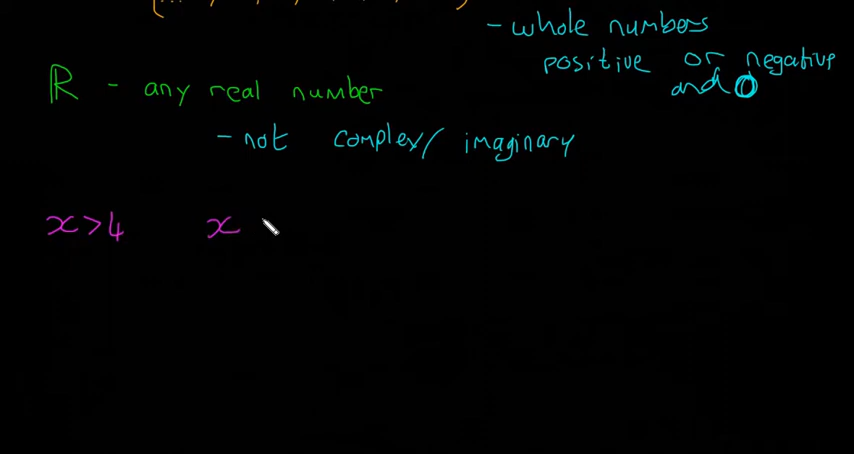 - whole numbers
positive or negative
and 0
ℝ - any real number
- not complex/ imaginary
x>4 x